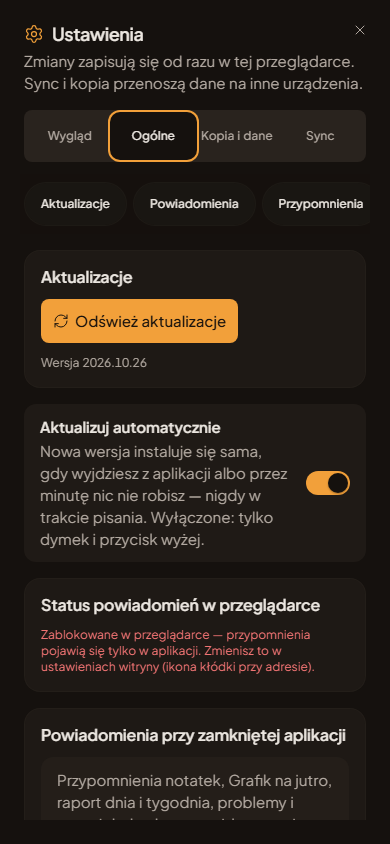 Ustawienia
Zmiany zapisują się od razu w tej przeglądarce.
Sync i kopia przenoszą dane na inne urządzenia.
Wygląd
Ogólne
Kopia i dane
Sync
Aktualizacje
Powiadomienia
Przypomnienia
Aktualizacje
Odśwież aktualizacje
Wersja 2026.10.26
Aktualizuj automatycznie
Nowa wersja instaluje się sama,
gdy wyjdziesz z aplikacji albo przez
minutę nic nie robisz — nigdy w
trakcie pisania. Wyłączone: tylko
dymek i przycisk wyżej.
Status powiadomień w przeglądarce
Zablokowane w przeglądarce — przypomnienia
pojawią się tylko w aplikacji. Zmienisz to w
ustawieniach witryny (ikona kłódki przy adresie).
Powiadomienia przy zamkniętej aplikacji
Przypomnienia notatek, Grafik na jutro,
raport dnia i tygodnia, problemy i